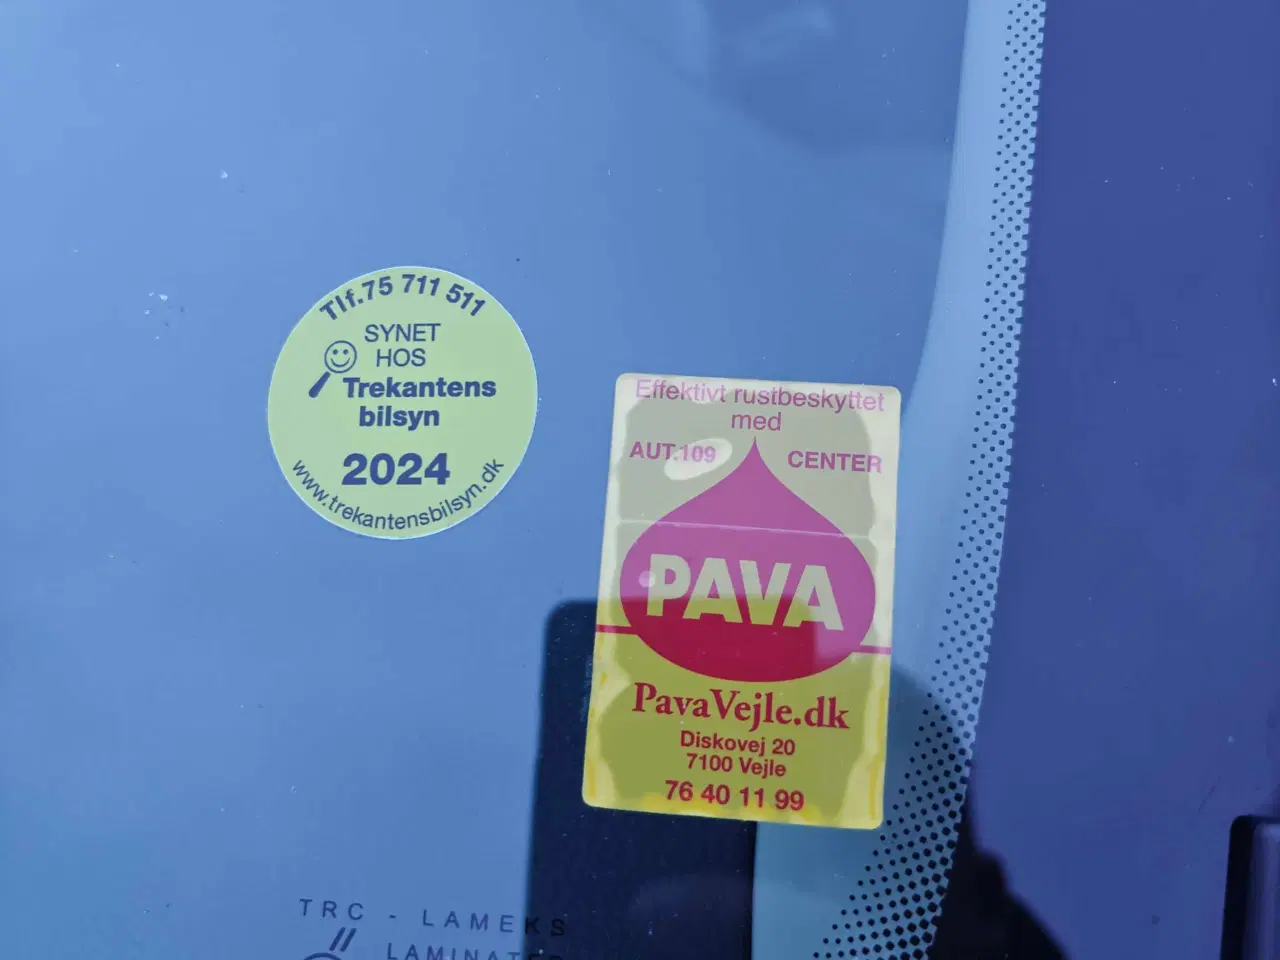 Tlf.75 711 511
SYNET
HOS
Trekantens
bilsyn
2024
www.trekantensbilsyn.dk
Effektivt rustbeskyttet
med
AUT.109 CENTER
PAVA
PavaVejle.dk
Diskovej 20
7100 Vejle
76 40 11 99
TRC - LAMEKS
LAMINATED